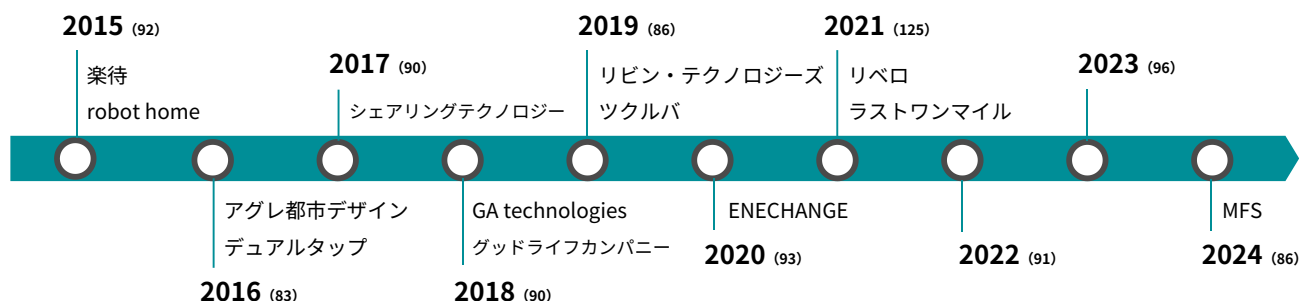 2015 (92)
楽待
robot home
アグレ都市デザイン
デュアルタップ
2016 (83)
2017 (90)
シェアリングテクノロジー
GA technologies
グッドライフカンパニー
2018 (90)
2019 (86)
リビン・テクノロジーズ
ツクルバ
ENECHANGE
2020 (93)
2021 (125)
リベロ
ラストワンマイル
2022 (91)
2023 (96)
MFS
2024 (86)